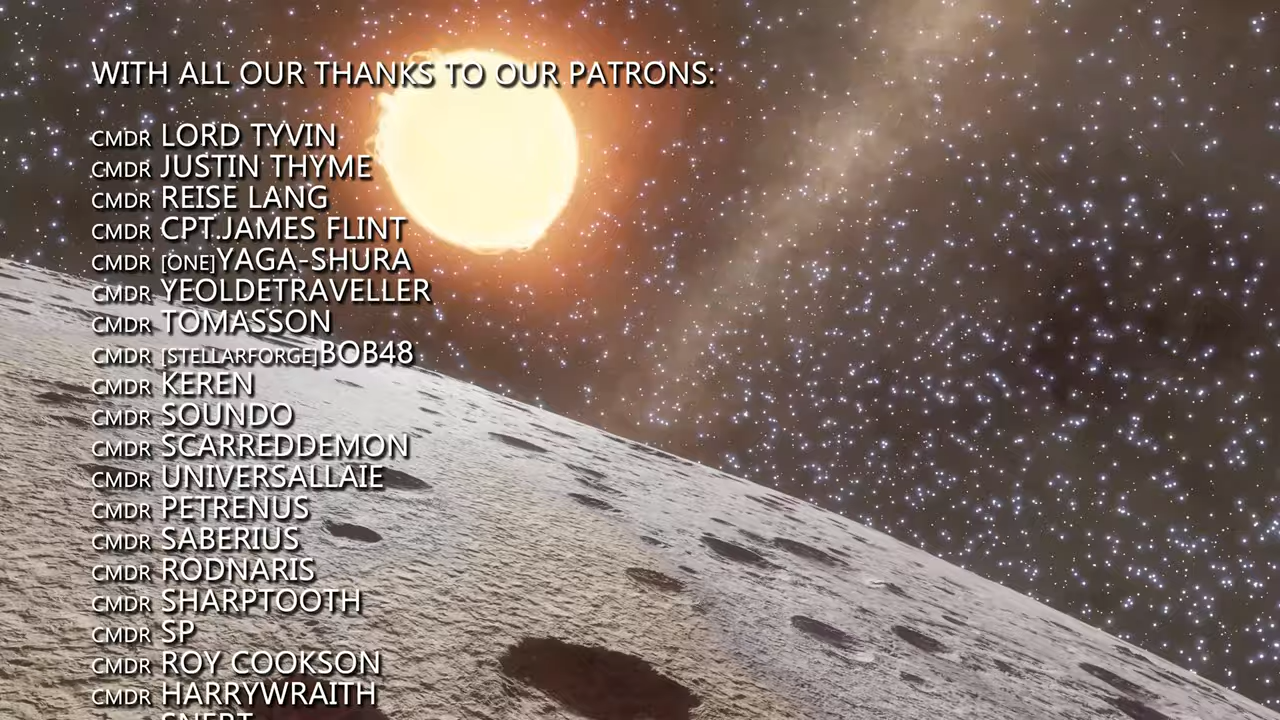 WITH ALL OUR THANKS TO OUR PATRONS:
CMDR LORD TYVIN
CMDR JUSTIN THYME
CMDR REISE LANG
CMDR CPT.JAMES FLINT
CMDR [ONE]YAGA-SHURA
CMDR YEOLDETRAVELLER
CMDR TOMASSON
CMDR [STELLARFORGE]BOB48
CMDR KEREN
CMDR SOUNDO
CMDR SCARREDDEMON
CMDR UNIVERSALLAIE
CMDR PETRENUS
CMDR SABERIUS
CMDR RODNARIS
CMDR SHARPTOOTH
CMDR SP
CMDR ROY COOKSON
CMDR HARRYWRAITH